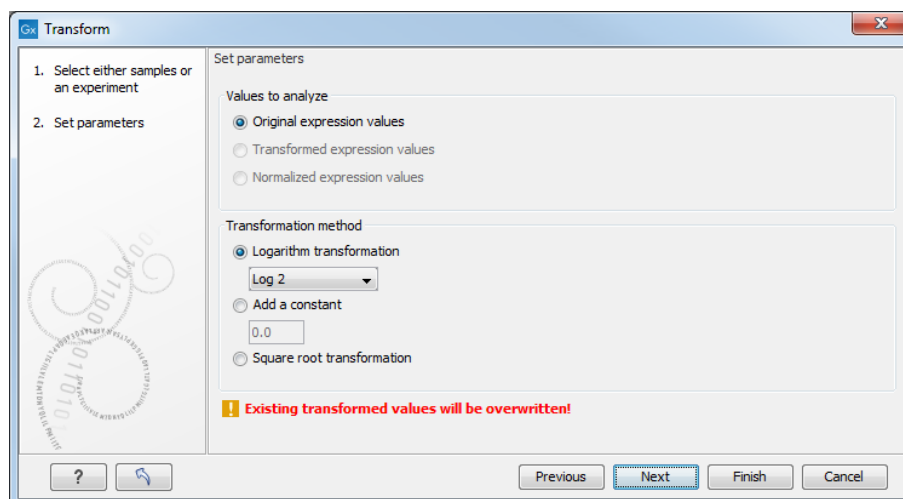 Gx Transform
1. Select either samples or
an experiment
2. Set parameters
Set parameters
Values to analyze
Original expression values
Transformed expression values
Normalized expression values
Transformation method
Logarithm transformation
Log 2
Add a constant
0.0
Square root transformation
Existing transformed values will be overwritten!
?
Previous
Next
Finish
Cancel